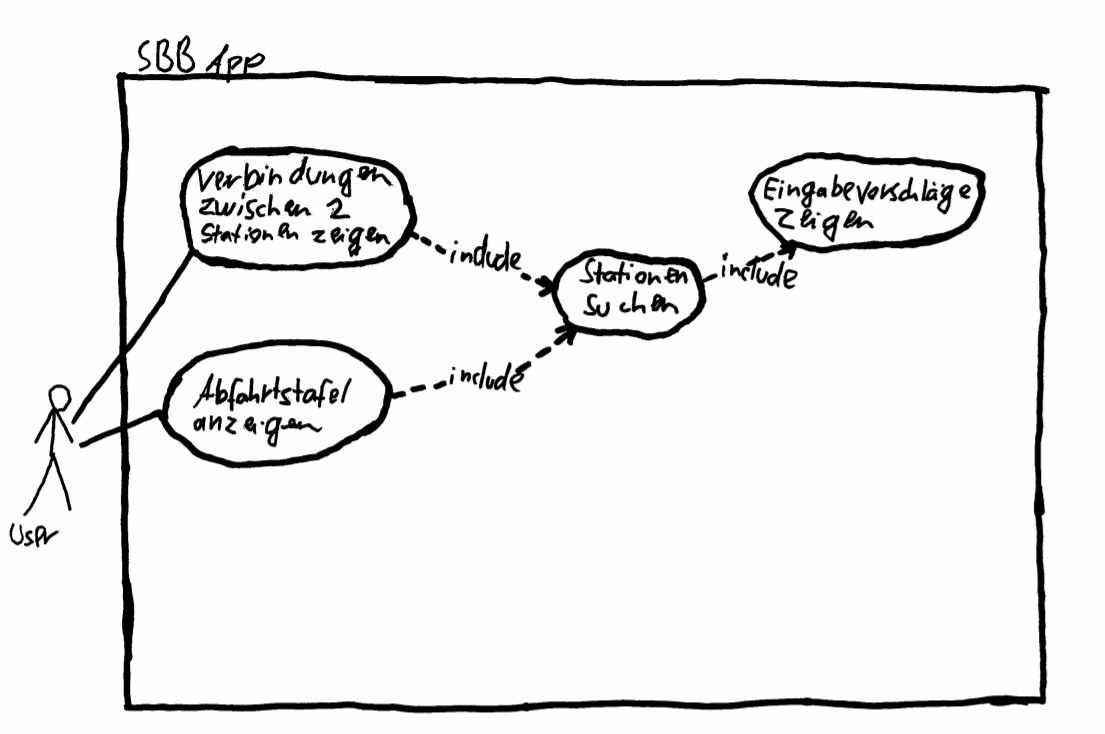 SBB App
Verbindungen
zwischen 2
Stationen zeigen
include
Eingabevorschläge
zeigen
Stationen
suchen
include
Abfahrtstafel
anzeigen
include
User